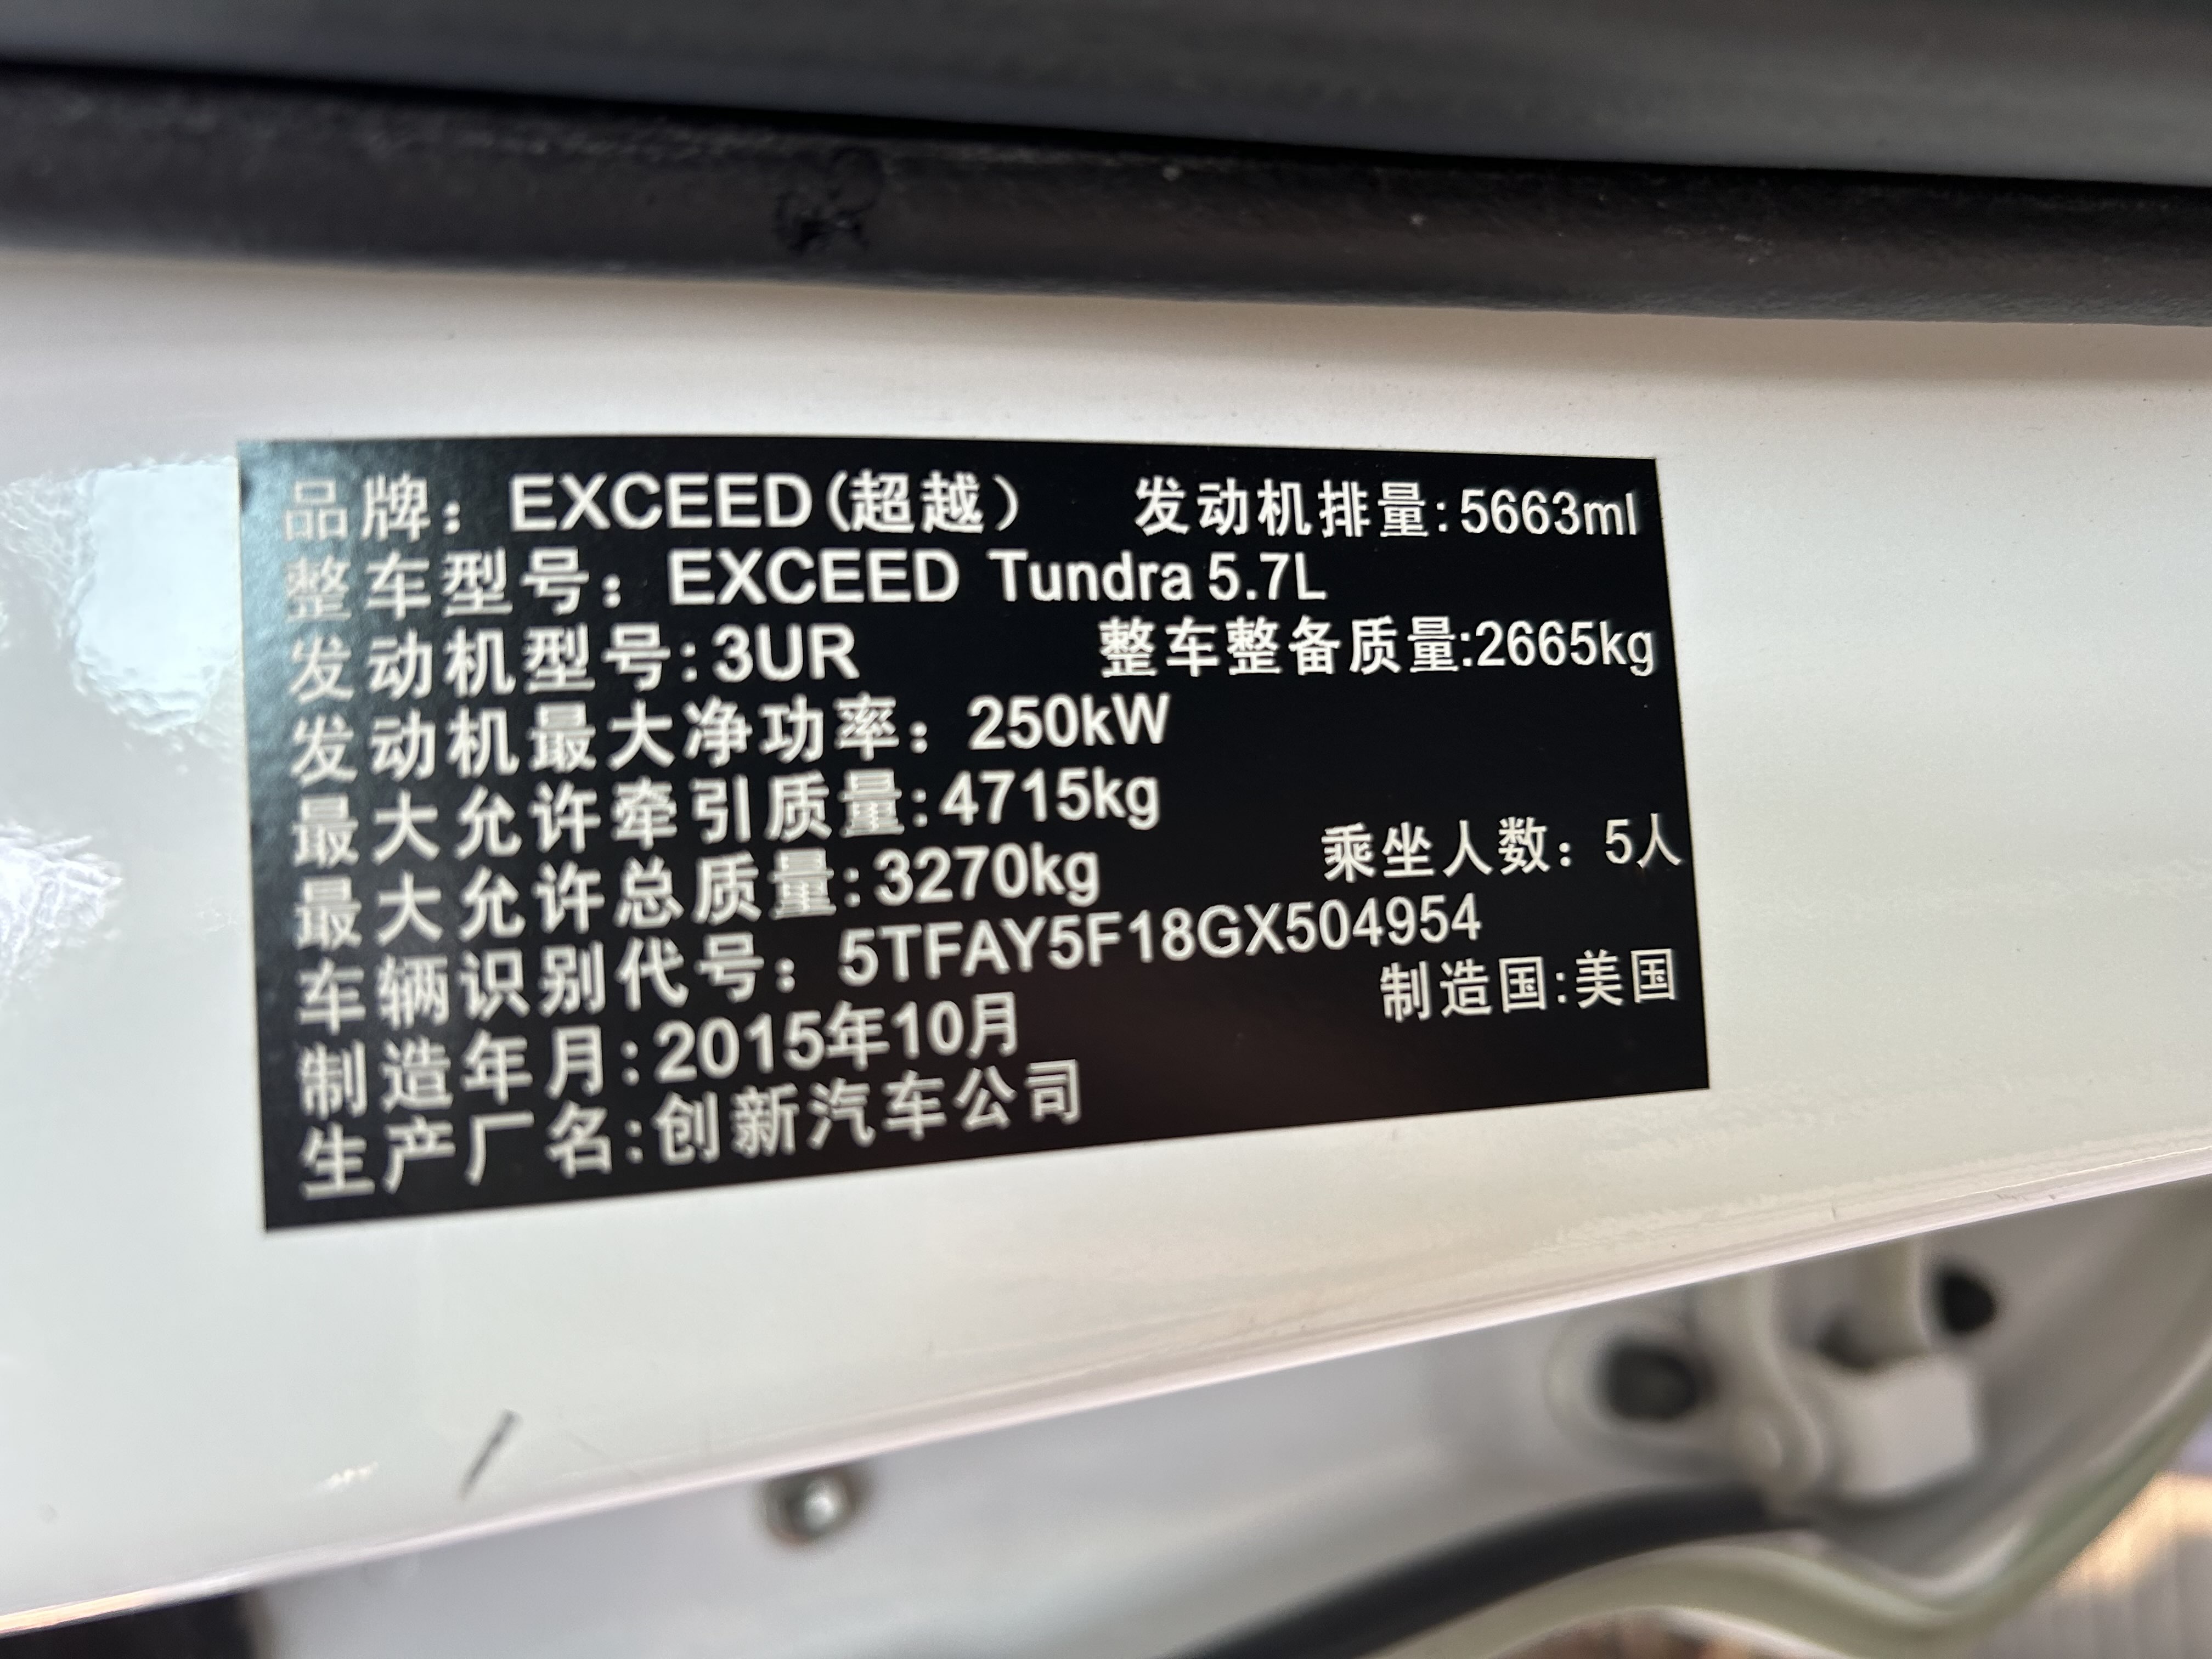 品牌：EXCEED(超越） 发动机排量:5663ml
整车型号：EXCEED Tundra 5.7L
发动机型号:3UR 整车整备质量:2665kg
发动机最大净功率：250kW
最大允许牵引质量:4715kg
最大允许总质量:3270kg 乘坐人数：5人
车辆识别代号：5TFAY5F18GX504954
制造年月:2015年10月 制造国:美国
生产厂名:创新汽车公司